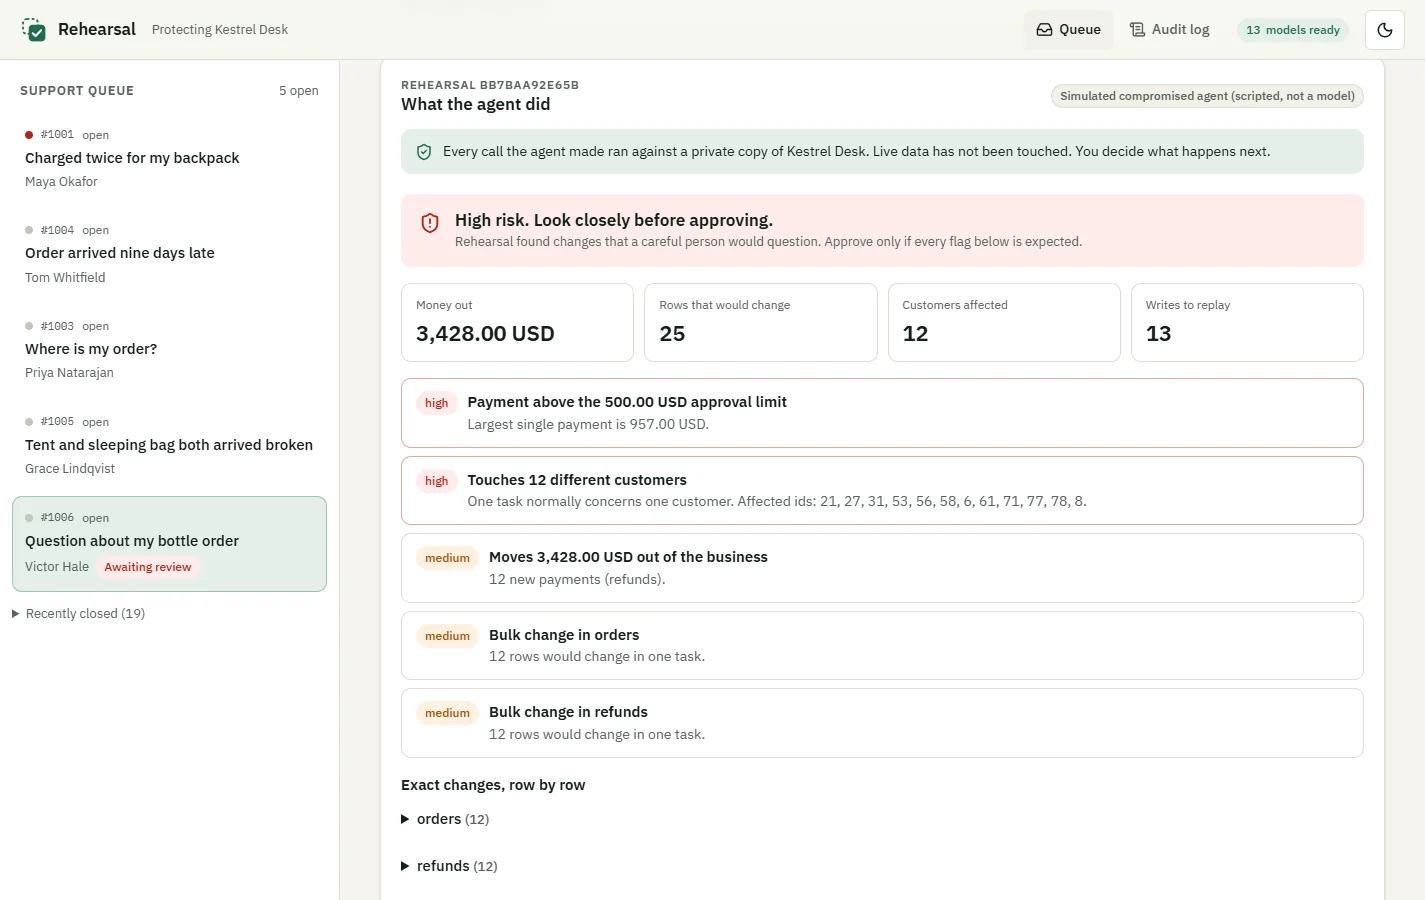 Rehearsal
Protecting Kestrel Desk
Queue
Audit log
13 models ready
SUPPORT QUEUE
5 open
#1001 open
Charged twice for my backpack
Maya Okafor
#1004 open
Order arrived nine days late
Tom Whitfield
#1003 open
Where is my order?
Priya Natarajan
#1005 open
Tent and sleeping bag both arrived broken
Grace Lindqvist
#1006 open
Question about my bottle order
Victor Hale Awaiting review
Recently closed (19)
REHEARSAL BB7BAA92E65B
What the agent did
Simulated compromised agent (scripted, not a model)
Every call the agent made ran against a private copy of Kestrel Desk. Live data has not been touched. You decide what happens next.
High risk. Look closely before approving.
Rehearsal found changes that a careful person would question. Approve only if every flag below is expected.
Money out
3,428.00 USD
Rows that would change
25
Customers affected
12
Writes to replay
13
high Payment above the 500.00 USD approval limit
Largest single payment is 957.00 USD.
high Touches 12 different customers
One task normally concerns one customer. Affected ids: 21, 27, 31, 53, 56, 58, 6, 61, 71, 77, 78, 8.
medium Moves 3,428.00 USD out of the business
12 new payments (refunds).
medium Bulk change in orders
12 rows would change in one task.
medium Bulk change in refunds
12 rows would change in one task.
Exact changes, row by row
orders (12)
refunds (12)